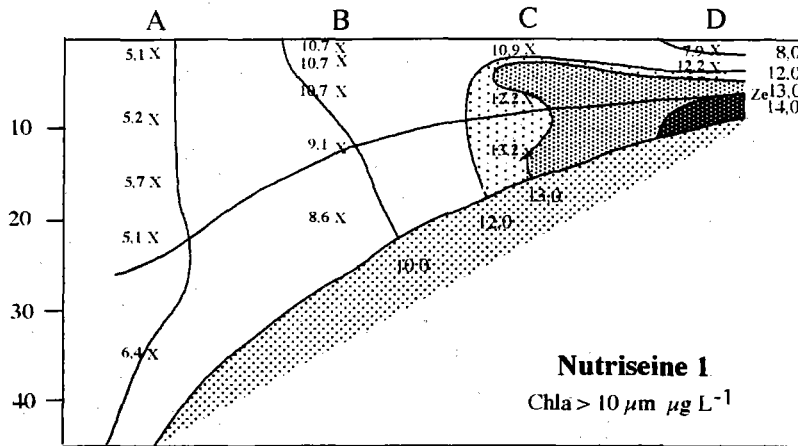 A B C D
5.1 X 10.7 X 10.9 X 7.9 X 8,0
10.7 X 12.2 X 12,0
10.7 X 12.2 X Ze 13,0
14,0
5.2 X
10
9.1 X 13.2 X
5.7 X
13,0
20 5.1 X 8.6 X 12,0
10,0
30
6.4 X
Nutriseine 1
40 Chla > 10 µm µg L-1